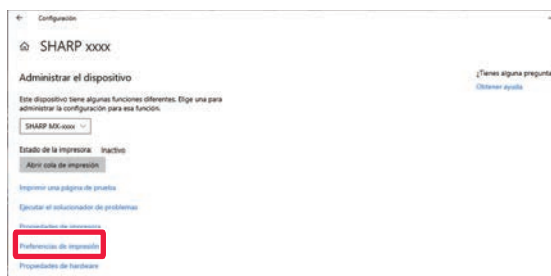 Configuración
SHARP xxxx
Administrar el dispositivo
Este dispositivo tiene algunas funciones diferentes. Elige una para
administrar la configuración para esa función.
SHARP MX-xxxx
Estado de la impresora: Inactivo
Abrir cola de impresión
Imprimir una página de prueba
Ejecutar el solucionador de problemas
Propiedades de impresora
Preferencias de impresión
Propiedades de hardware
¿Tienes alguna pregunta
Obtener ayuda